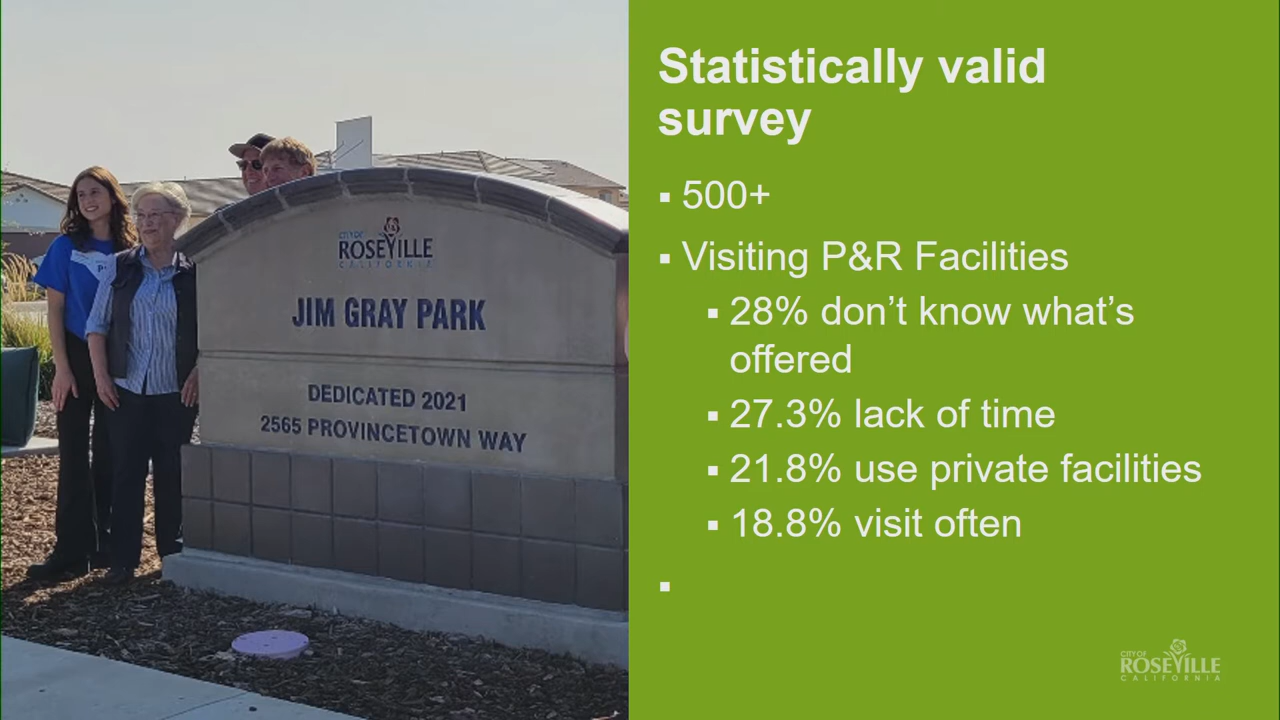 CITY OF
ROSEVILLE
CALIFORNIA
JIM GRAY PARK
DEDICATED 2021
2565 PROVINCETOWN WAY
Statistically valid
survey
▪ 500+
▪ Visiting P&R Facilities
▪ 28% don’t know what’s
offered
▪ 27.3% lack of time
▪ 21.8% use private facilities
▪ 18.8% visit often
▪
CITY OF
ROSEVILLE
CALIFORNIA